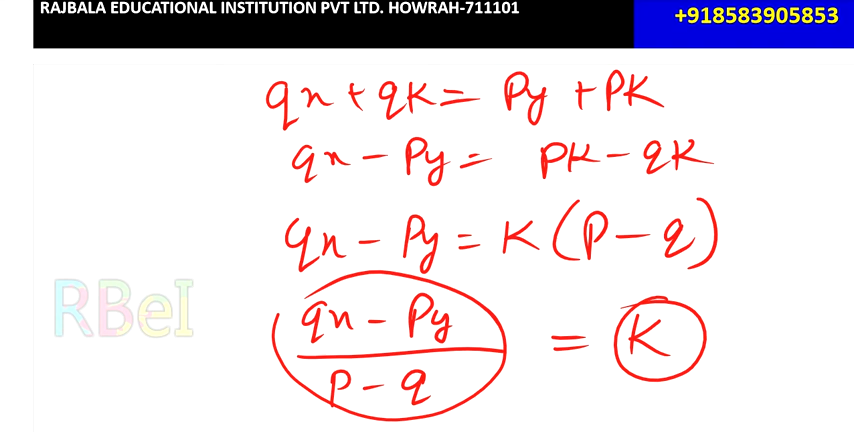 RAJBALA EDUCATIONAL INSTITUTION PVT LTD. HOWRAH-711101
+918583905853
qx + qK = Py + PK
qx - Py = PK - qK
qx - Py = K (P - q)
RBeI
qx - Py
P - q
= K